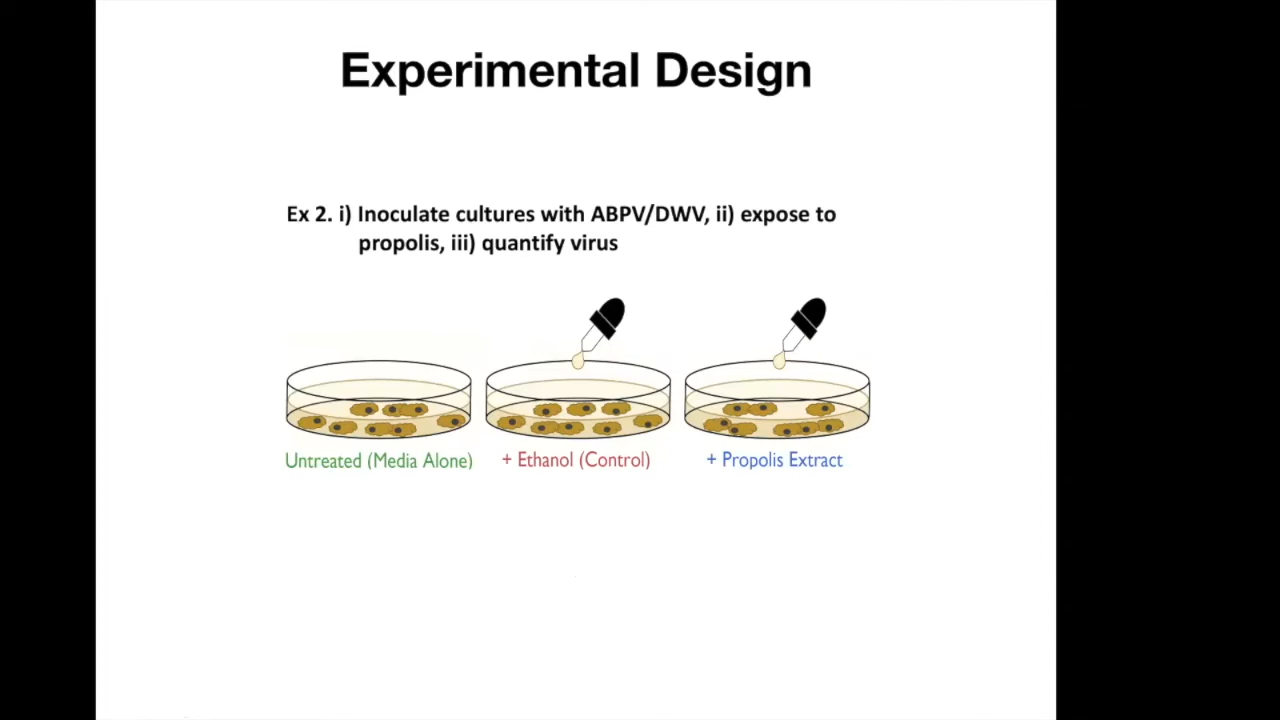 Experimental Design
Ex 2. i) Inoculate cultures with ABPV/DWV, ii) expose to
propolis, iii) quantify virus
Untreated (Media Alone)
+ Ethanol (Control)
+ Propolis Extract